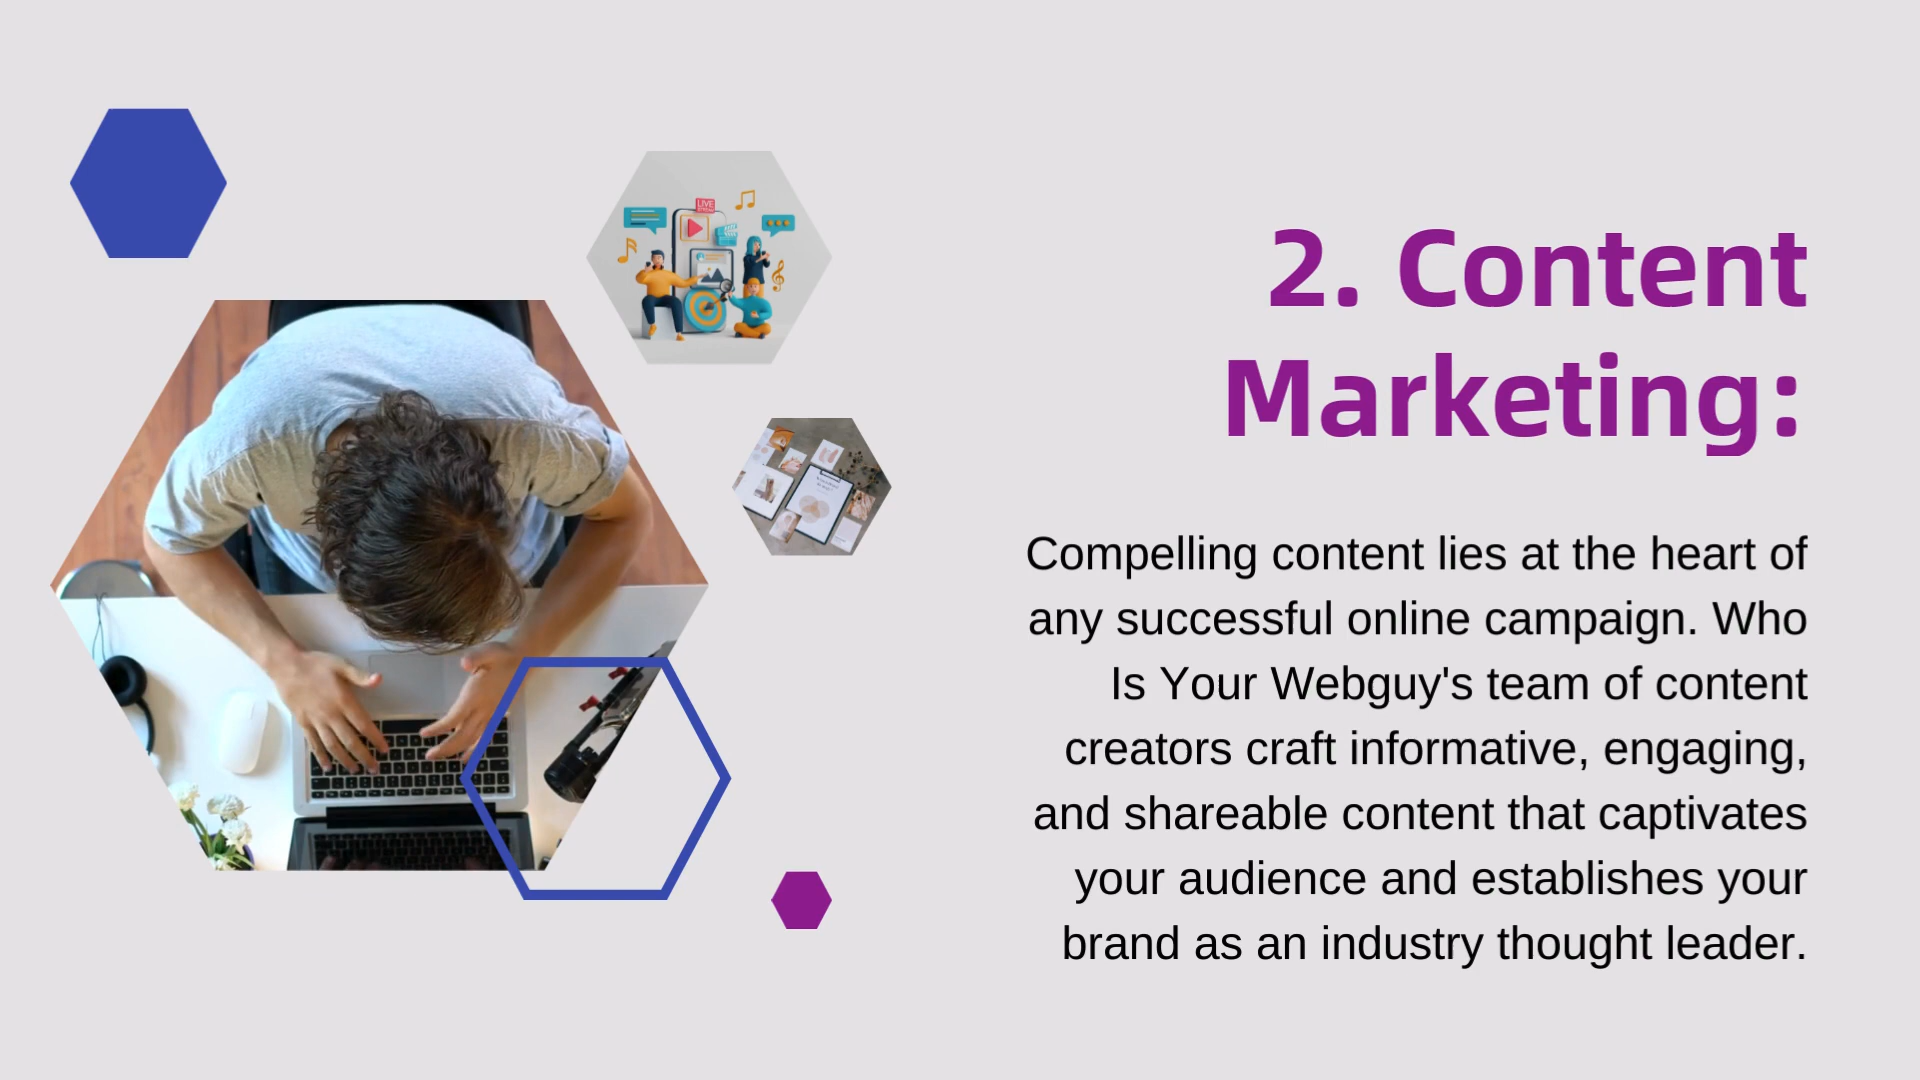 2. Content
Marketing:
Compelling content lies at the heart of
any successful online campaign. Who
Is Your Webguy's team of content
creators craft informative, engaging,
and shareable content that captivates
your audience and establishes your
brand as an industry thought leader.
LIVE